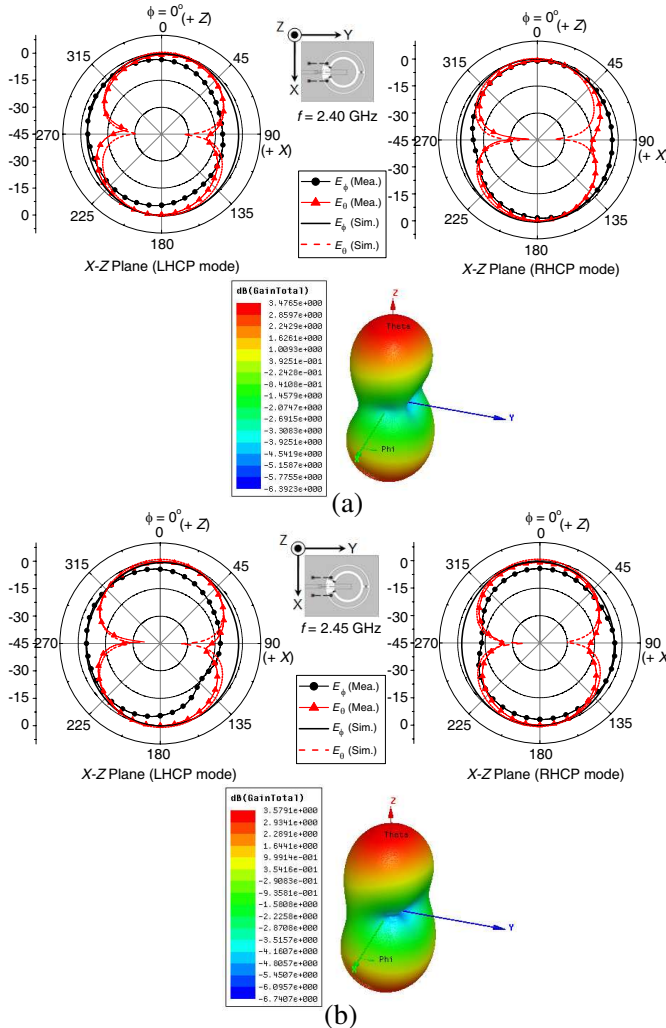 ϕ = 0° (+ Z)
0
315
45
270
90
(+ X)
225
135
180
0
-15
-30
-45
-30
-15
0
X-Z Plane (LHCP mode)
Z
Y
X
f = 2.40 GHz
E_ϕ (Mea.)
E_θ (Mea.)
E_ϕ (Sim.)
E_θ (Sim.)
ϕ = 0° (+ Z)
0
315
45
270
90
(+ X)
225
135
180
0
-15
-30
-45
-30
-15
0
X-Z Plane (RHCP mode)
dB(GainTotal)
3.4765e+000
2.8597e+000
2.2429e+000
1.6261e+000
1.0093e+000
3.9251e-001
-2.2428e-001
-8.4108e-001
-1.4579e+000
-2.0747e+000
-2.6915e+000
-3.3083e+000
-3.9251e+000
-4.5419e+000
-5.1587e+000
-5.7755e+000
-6.3923e+000
Z
Theta
Y
Phi
X
(a)
ϕ = 0° (+ Z)
0
315
45
270
90
(+ X)
225
135
180
0
-15
-30
-45
-30
-15
0
X-Z Plane (LHCP mode)
Z
Y
X
f = 2.45 GHz
E_ϕ (Mea.)
E_θ (Mea.)
E_ϕ (Sim.)
E_θ (Sim.)
ϕ = 0° (+ Z)
0
315
45
270
90
(+ X)
225
135
180
0
-15
-30
-45
-30
-15
0
X-Z Plane (RHCP mode)
dB(GainTotal)
3.5791e+000
2.9341e+000
2.2891e+000
1.6441e+000
9.9914e-001
3.5416e-001
-2.9083e-001
-9.3581e-001
-1.5808e+000
-2.2258e+000
-2.8708e+000
-3.5157e+000
-4.1607e+000
-4.8057e+000
-5.4507e+000
-6.0957e+000
-6.7407e+000
Z
Theta
Y
Phi
X
(b)